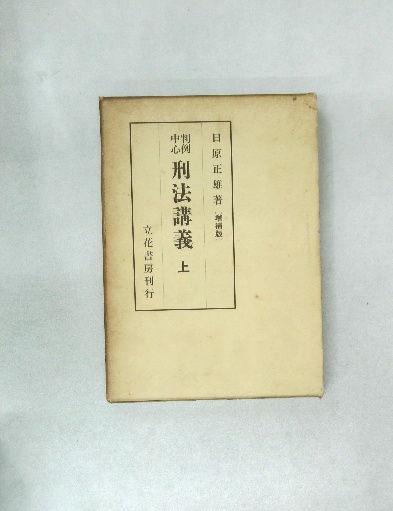 日原正雄著（増補版）
判例中心 刑法講義 上
立花書房刊行